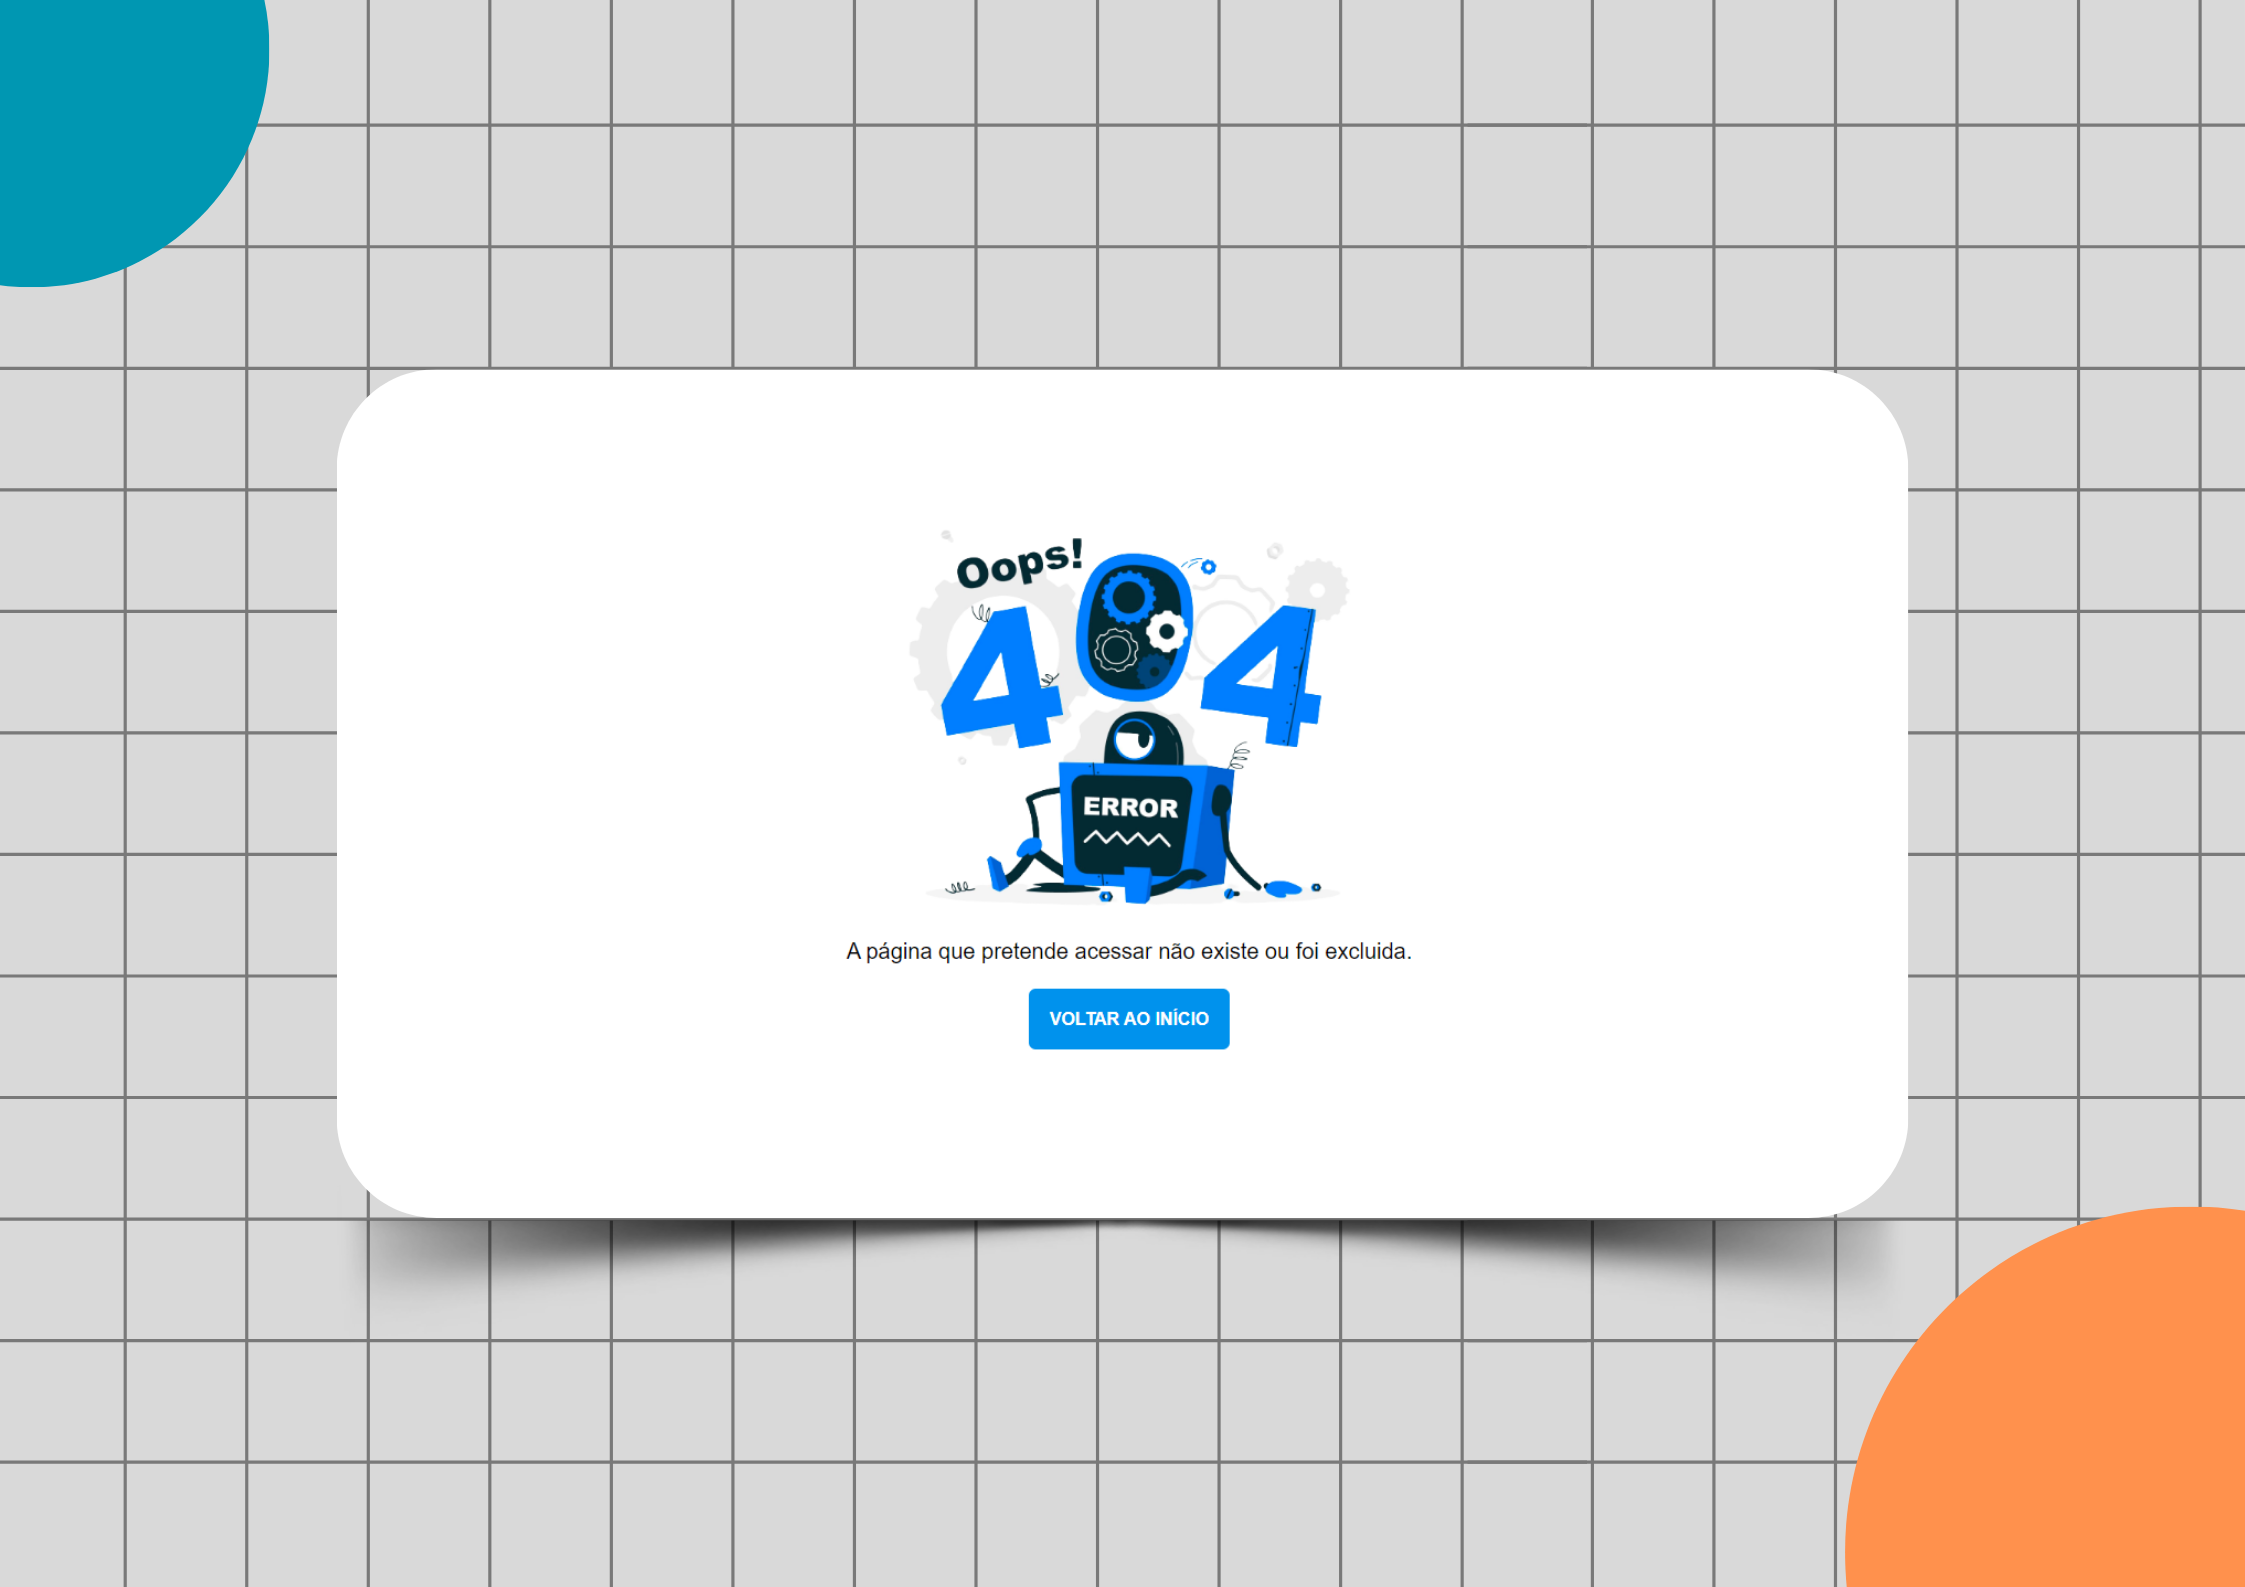 Oops!
404
ERROR
A página que pretende acessar não existe ou foi excluida.
VOLTAR AO INÍCIO